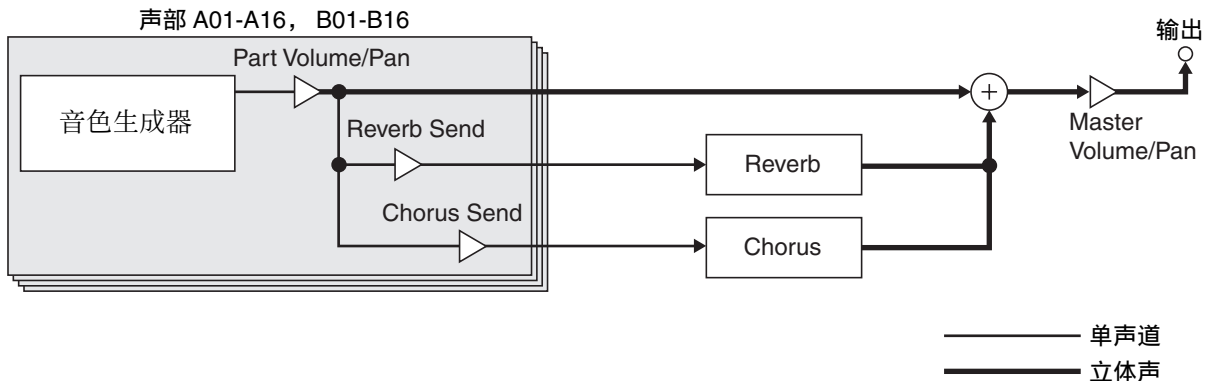 声部 A01-A16， B01-B16
输出
Part Volume/Pan
音色生成器
Reverb Send
Reverb
Master
Volume/Pan
Chorus Send
Chorus
单声道
立体声